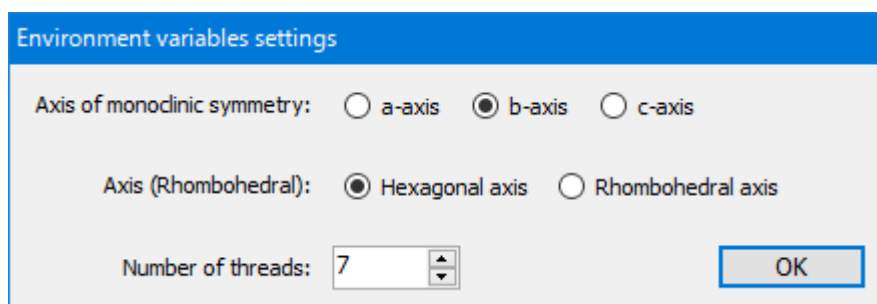 Environment variables settings
Axis of monoclinic symmetry: a-axis b-axis c-axis
Axis (Rhombohedral): Hexagonal axis Rhombohedral axis
Number of threads: 7 OK